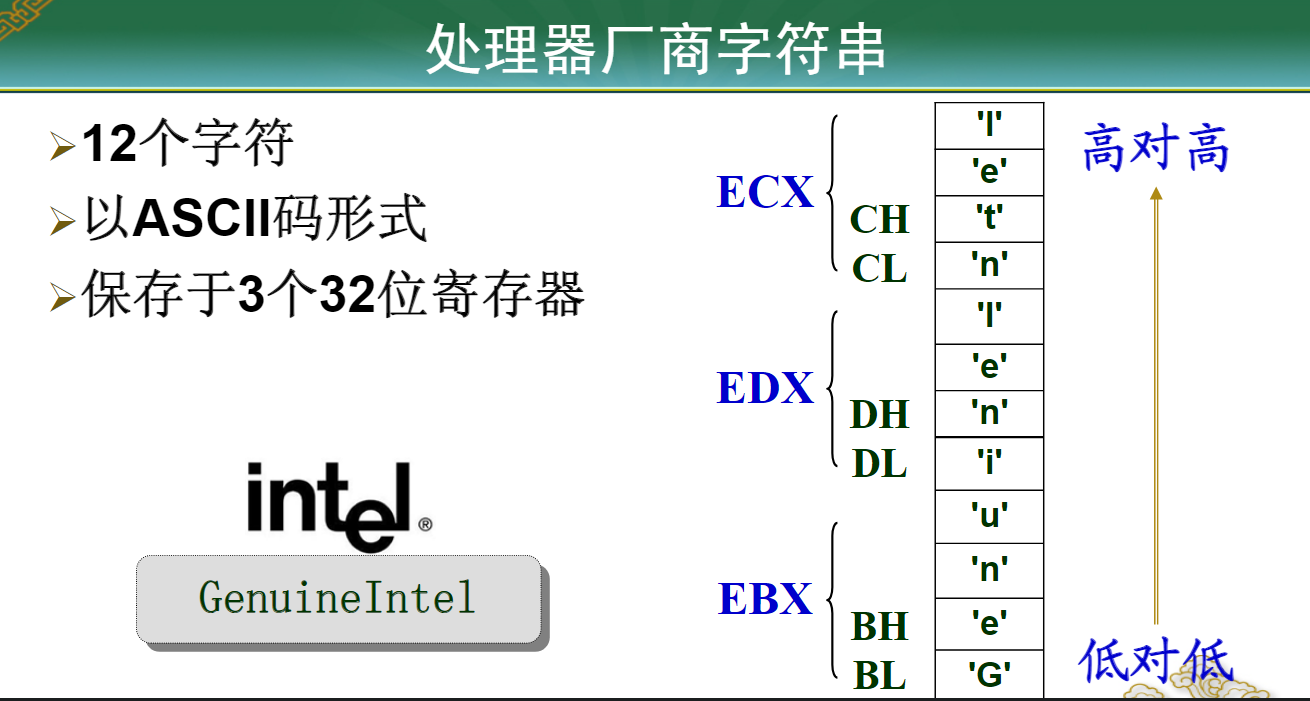 处理器厂商字符串
12个字符
以ASCII码形式
保存于3个32位寄存器
intel®
GenuineIntel
ECX
CH
CL
EDX
DH
DL
EBX
BH
BL
'l'
'e'
't'
'n'
'I'
'e'
'n'
'i'
'u'
'n'
'e'
'G'
高对高
低对低